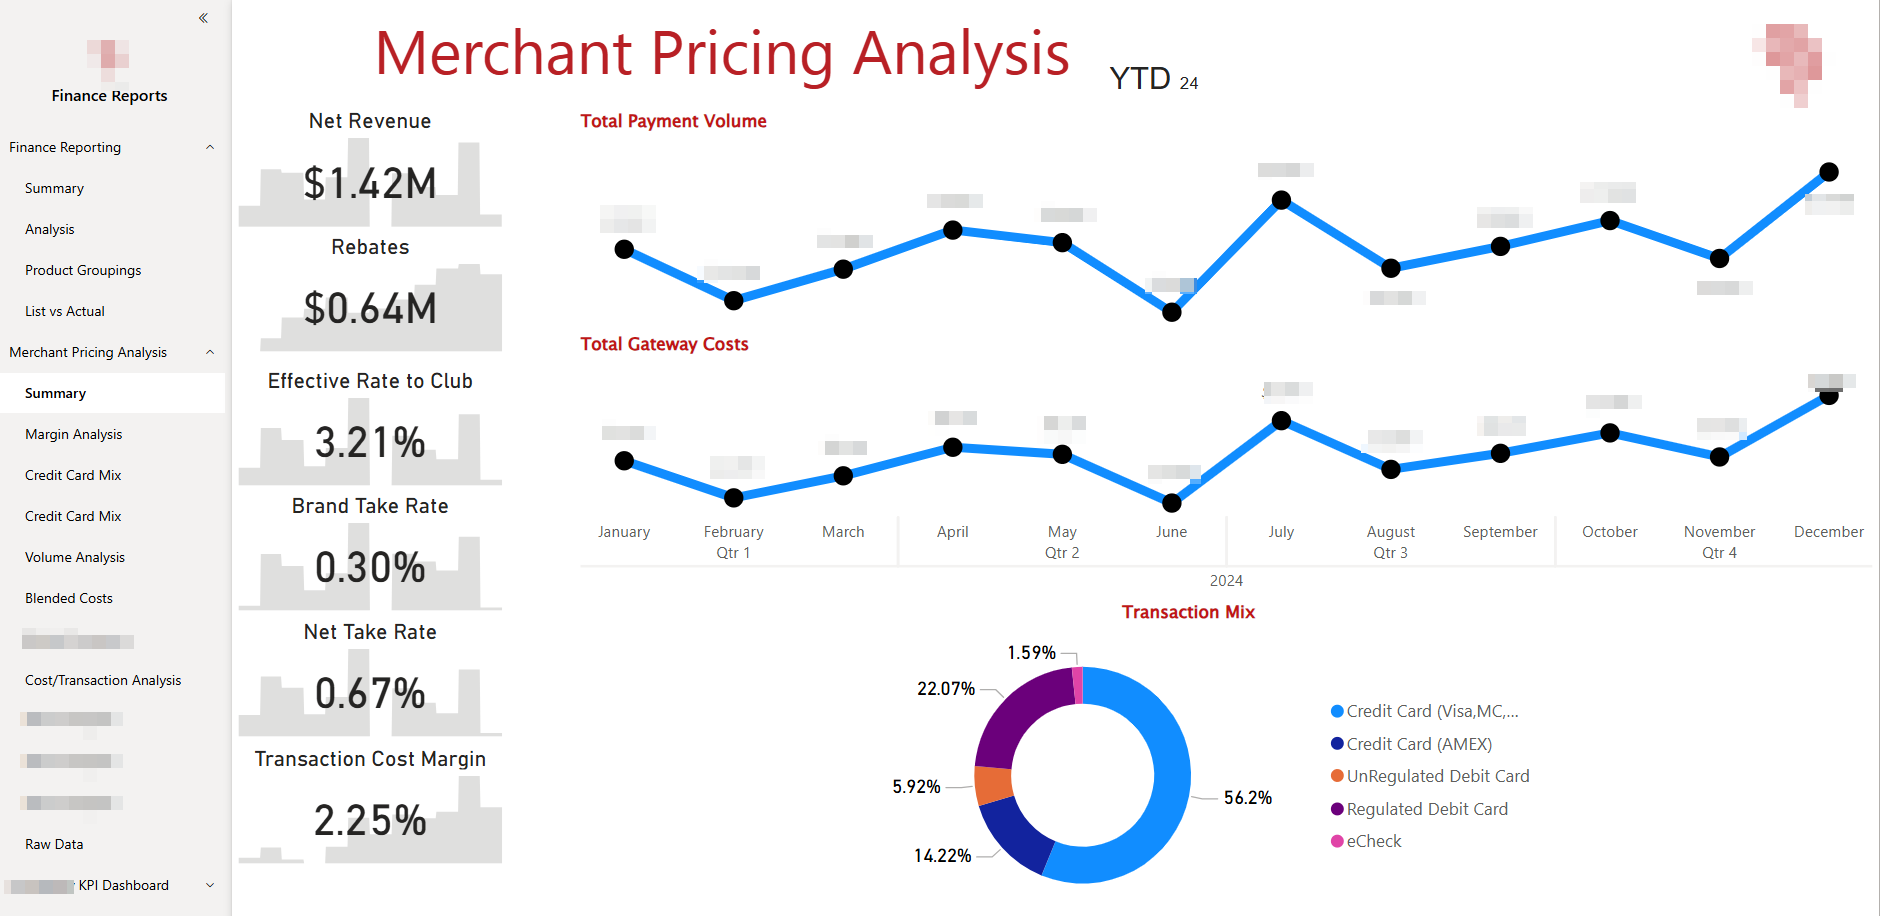 Finance Reports
Finance Reporting
Summary
Analysis
Product Groupings
List vs Actual
Merchant Pricing Analysis
Summary
Margin Analysis
Credit Card Mix
Credit Card Mix
Volume Analysis
Blended Costs
Cost/Transaction Analysis
Raw Data
KPI Dashboard
Merchant Pricing Analysis
YTD 24
Net Revenue
$1.42M
Rebates
$0.64M
Effective Rate to Club
3.21%
Brand Take Rate
0.30%
Net Take Rate
0.67%
Transaction Cost Margin
2.25%
Total Payment Volume
Total Gateway Costs
January February March April May June July August September October November December
Qtr 1 Qtr 2 Qtr 3 Qtr 4
2024
Transaction Mix
1.59%
22.07%
5.92%
14.22%
56.2%
Credit Card (Visa,MC,...
Credit Card (AMEX)
UnRegulated Debit Card
Regulated Debit Card
eCheck